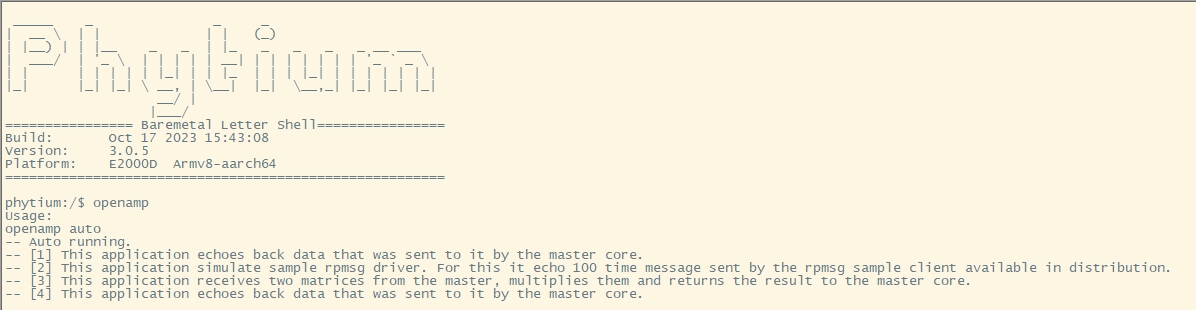 Phytium
================ Baremetal Letter Shell================
Build:       Oct 17 2023 15:43:08
Version:     3.0.5
Platform:    E2000D  Armv8-aarch64
=======================================================
phytium:/$ openamp
Usage:
openamp auto
-- Auto running.
-- [1] This application echoes back data that was sent to it by the master core.
-- [2] This application simulate sample rpmsg driver. For this it echo 100 time message sent by the rpmsg sample client available in distribution.
-- [3] This application receives two matrices from the master, multiplies them and returns the result to the master core.
-- [4] This application echoes back data that was sent to it by the master core.